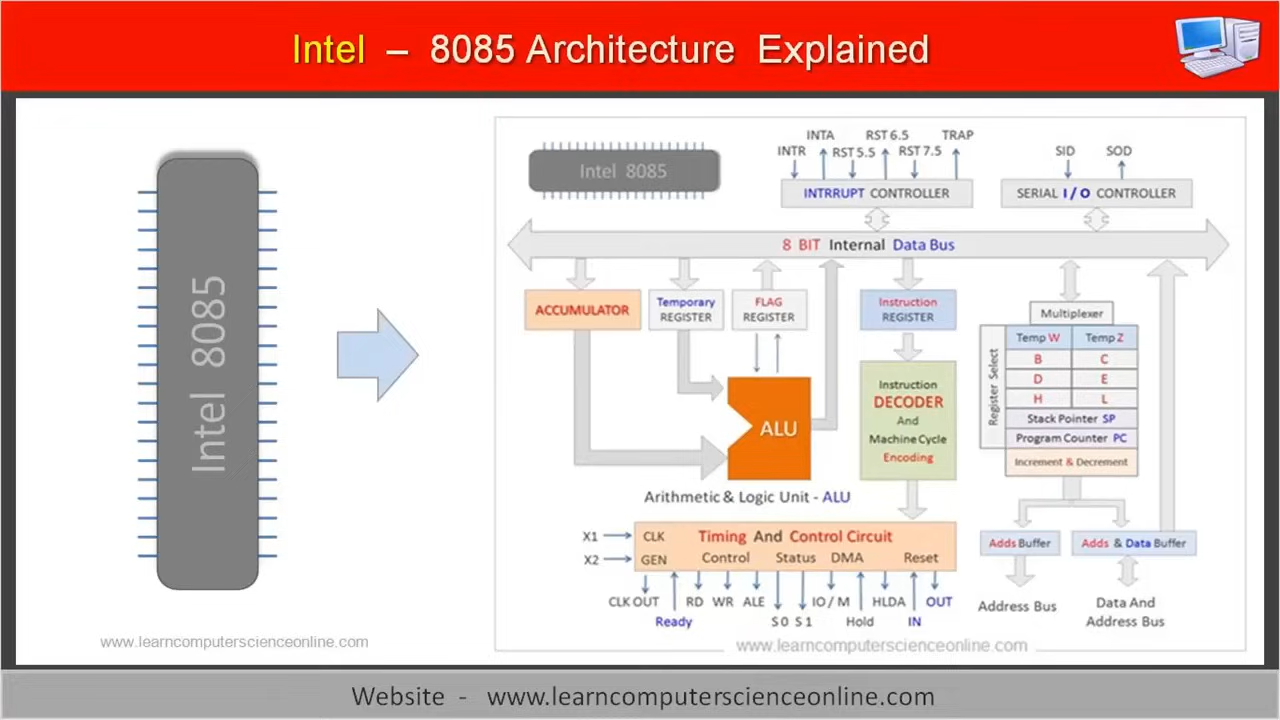 Intel – 8085 Architecture Explained
Intel 8085
www.learncomputerscienceonline.com
Intel 8085
INTR
INTA
RST 5.5
RST 6.5
RST 7.5
TRAP
INTRRUPT CONTROLLER
SID
SOD
SERIAL I / O CONTROLLER
8 BIT Internal Data Bus
ACCUMULATOR
Temporary
REGISTER
FLAG
REGISTER
Instruction
REGISTER
Multiplexer
Register Select
Temp W
Temp Z
B
C
D
E
H
L
Stack Pointer SP
Program Counter PC
Increment & Decrement
ALU
Arithmetic & Logic Unit - ALU
Instruction
DECODER
And
Machine Cycle
Encoding
X1
X2
CLK
GEN
Timing And Control Circuit
Control
Status
DMA
Reset
CLK OUT
Ready
RD
WR
ALE
S0
S1
IO / M
Hold
HLDA
IN
OUT
Adds Buffer
Adds & Data Buffer
Address Bus
Data And
Address Bus
www.learncomputerscienceonline.com
Website - www.learncomputerscienceonline.com